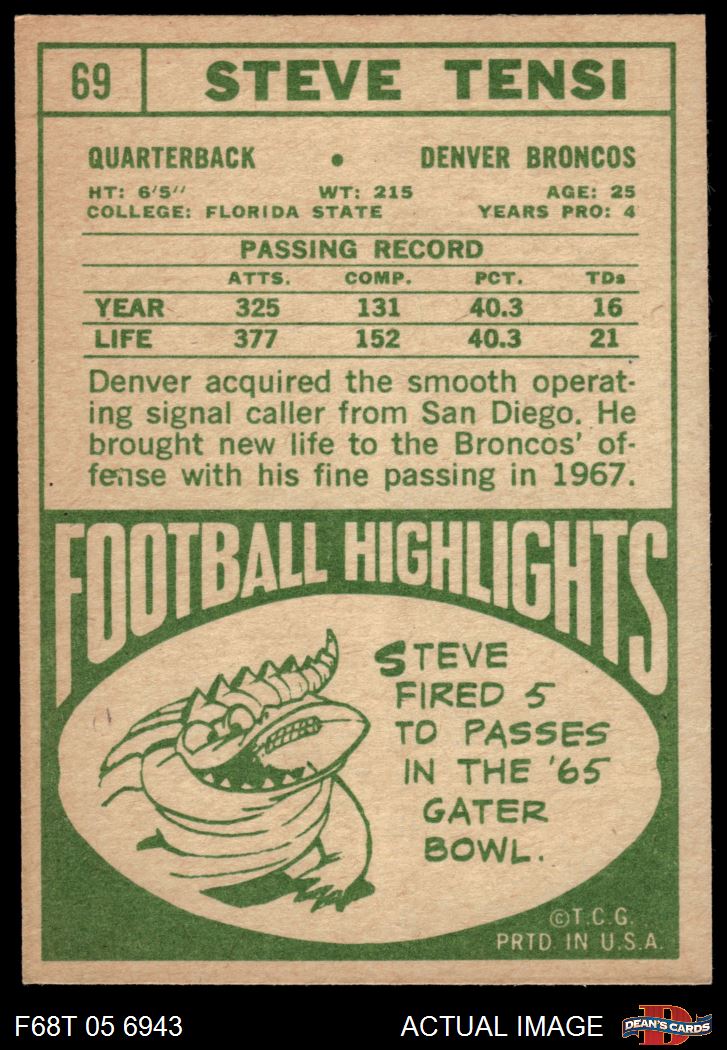 69 STEVE TENSI
QUARTERBACK • DENVER BRONCOS
HT: 6'5" WT: 215 AGE: 25
COLLEGE: FLORIDA STATE YEARS PRO: 4
PASSING RECORD
ATTS. COMP. PCT. TDs
YEAR 325 131 40.3 16
LIFE 377 152 40.3 21
Denver acquired the smooth operat-
ing signal caller from San Diego. He
brought new life to the Broncos' of-
fense with his fine passing in 1967.
FOOTBALL HIGHLIGHTS
STEVE
FIRED 5
TD PASSES
IN THE '65
GATER
BOWL.
©T.C.G.
PRTD. IN U.S.A.
F68T 05 6943 ACTUAL IMAGE D DEAN'S CARDS